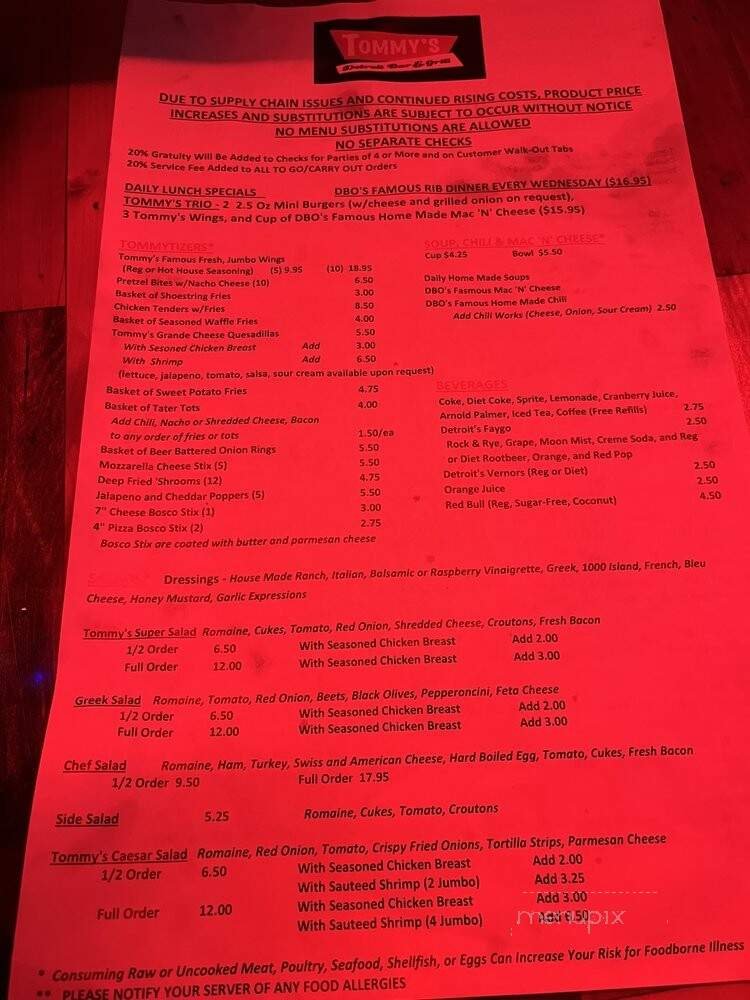 TOMMY'S
Detroit Bar & Grill
DUE TO SUPPLY CHAIN ISSUES AND CONTINUED RISING COSTS, PRODUCT PRICE
INCREASES AND SUBSTITUTIONS ARE SUBJECT TO OCCUR WITHOUT NOTICE
NO MENU SUBSTITUTIONS ARE ALLOWED
NO SEPARATE CHECKS
20% Gratuity Will Be Added to Checks for Parties of 4 or More and on Customer Walk-Out Tabs
20% Service Fee Added to ALL TO GO/CARRY OUT Orders
DAILY LUNCH SPECIALS DBO'S FAMOUS RIB DINNER EVERY WEDNESDAY ($16.95)
TOMMY'S TRIO - 2 2.5 Oz Mini Burgers (w/cheese and grilled onion on request),
3 Tommy's Wings, and Cup of DBO's Famous Home Made Mac 'N' Cheese ($15.95)
TOMMYTIZERS*
Tommy's Famous Fresh, Jumbo Wings
(Reg or Hot House Seasoning) (5) 9.95 (10) 18.95
Pretzel Bites w/Nacho Cheese (10) 6.50
Basket of Shoestring Fries 3.00
Chicken Tenders w/Fries 8.50
Basket of Seasoned Waffle Fries 4.00
Tommy's Grande Cheese Quesadillas 5.50
With Sesoned Chicken Breast Add 3.00
With Shrimp Add 6.50
(lettuce, jalapeno, tomato, salsa, sour cream available upon request)
Basket of Sweet Potato Fries 4.75
Basket of Tater Tots 4.00
Add Chili, Nacho or Shredded Cheese, Bacon
to any order of fries or tots 1.50/ea
Basket of Beer Battered Onion Rings 5.50
Mozzarella Cheese Stix (5) 5.50
Deep Fried 'Shrooms (12) 4.75
Jalapeno and Cheddar Poppers (5) 5.50
7" Cheese Bosco Stix (1) 3.00
4" Pizza Bosco Stix (2) 2.75
Bosco Stix are coated with butter and parmesan cheese
SOUP, CHILI & MAC 'N' CHEESE*
Cup $4.25 Bowl $5.50
Daily Home Made Soups
DBO's Fasmous Mac 'N' Cheese
DBO's Famous Home Made Chili
Add Chili Works (Cheese, Onion, Sour Cream) 2.50
BEVERAGES
Coke, Diet Coke, Sprite, Lemonade, Cranberry Juice,
Arnold Palmer, Iced Tea, Coffee (Free Refills) 2.75
Detroit's Faygo 2.50
Rock & Rye, Grape, Moon Mist, Creme Soda, and Reg
or Diet Rootbeer, Orange, and Red Pop
Detroit's Vernors (Reg or Diet) 2.50
Orange Juice 2.50
Red Bull (Reg, Sugar-Free, Coconut) 4.50
Dressings - House Made Ranch, Italian, Balsamic or Raspberry Vinaigrette, Greek, 1000 Island, French, Bleu
Cheese, Honey Mustard, Garlic Expressions
Tommy's Super Salad Romaine, Cukes, Tomato, Red Onion, Shredded Cheese, Croutons, Fresh Bacon
1/2 Order 6.50 With Seasoned Chicken Breast Add 2.00
Full Order 12.00 With Seasoned Chicken Breast Add 3.00
Greek Salad Romaine, Tomato, Red Onion, Beets, Black Olives, Pepperoncini, Feta Cheese
1/2 Order 6.50 With Seasoned Chicken Breast Add 2.00
Full Order 12.00 With Seasoned Chicken Breast Add 3.00
Chef Salad Romaine, Ham, Turkey, Swiss and American Cheese, Hard Boiled Egg, Tomato, Cukes, Fresh Bacon
1/2 Order 9.50 Full Order 17.95
Side Salad 5.25 Romaine, Cukes, Tomato, Croutons
Tommy's Caesar Salad Romaine, Red Onion, Tomato, Crispy Fried Onions, Tortilla Strips, Parmesan Cheese
1/2 Order 6.50 With Seasoned Chicken Breast Add 2.00
With Sauteed Shrimp (2 Jumbo) Add 3.25
Full Order 12.00 With Seasoned Chicken Breast Add 3.00
With Sauteed Shrimp (4 Jumbo) Add 6.50
menupix
* Consuming Raw or Uncooked Meat, Poultry, Seafood, Shellfish, or Eggs Can Increase Your Risk for Foodborne Illness
** PLEASE NOTIFY YOUR SERVER OF ANY FOOD ALLERGIES